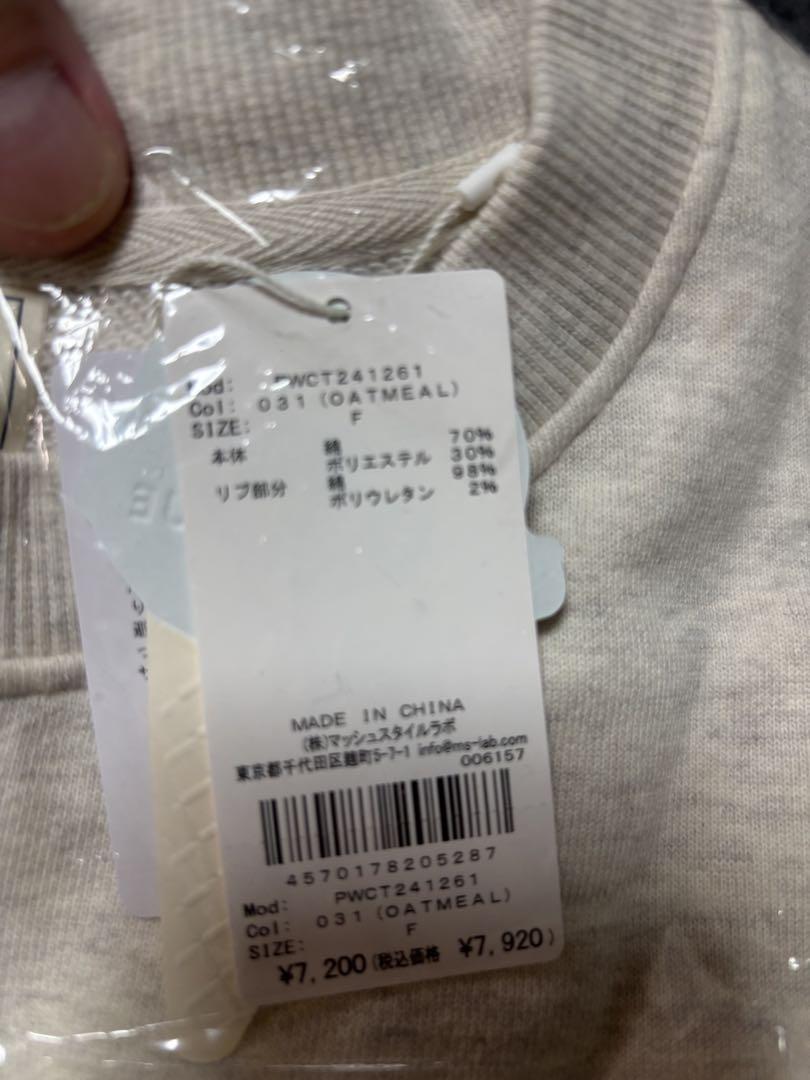 Mod: PWCT241261
Col: 031 (OATMEAL)
SIZE: F
本体 綿 70%
ポリエステル 30%
リブ部分 綿 98%
ポリウレタン 2%
MADE IN CHINA
(株)マッシュスタイルラボ
東京都千代田区麹町5-7-1 info@ms-lab.com
006157
4570178205287
Mod: PWCT241261
Col: 031 (OATMEAL)
SIZE: F
¥7,200(税込価格 ¥7,920)